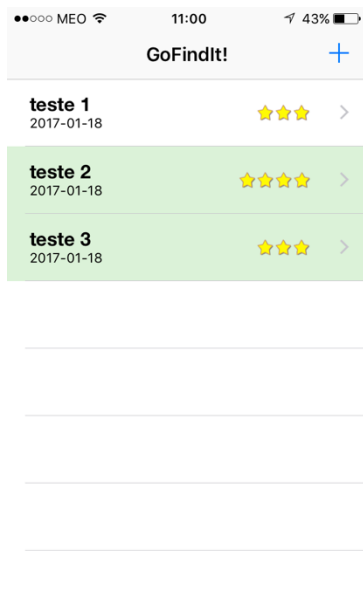 MEO 11:00 43%
GoFindIt!
teste 1
2017-01-18
teste 2
2017-01-18
teste 3
2017-01-18